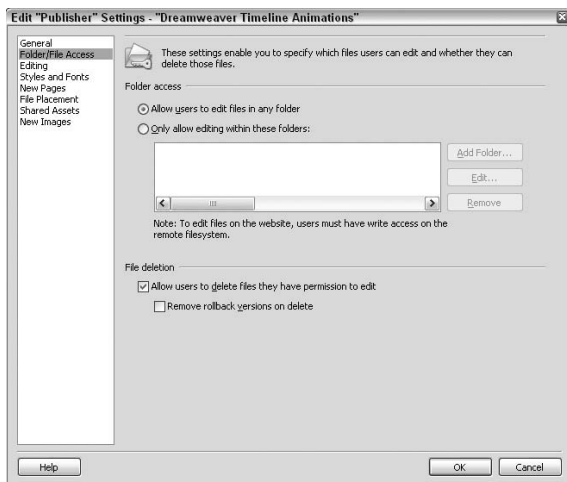 Edit "Publisher" Settings - "Dreamweaver Timeline Animations"
General
Folder/File Access
Editing
Styles and Fonts
New Pages
File Placement
Shared Assets
New Images
These settings enable you to specify which files users can edit and whether they can
delete those files.
Folder access
Allow users to edit files in any folder
Only allow editing within these folders:
Add Folder...
Edit...
Remove
Note: To edit files on the website, users must have write access on the
remote filesystem.
File deletion
Allow users to delete files they have permission to edit
Remove rollback versions on delete
Help
OK
Cancel